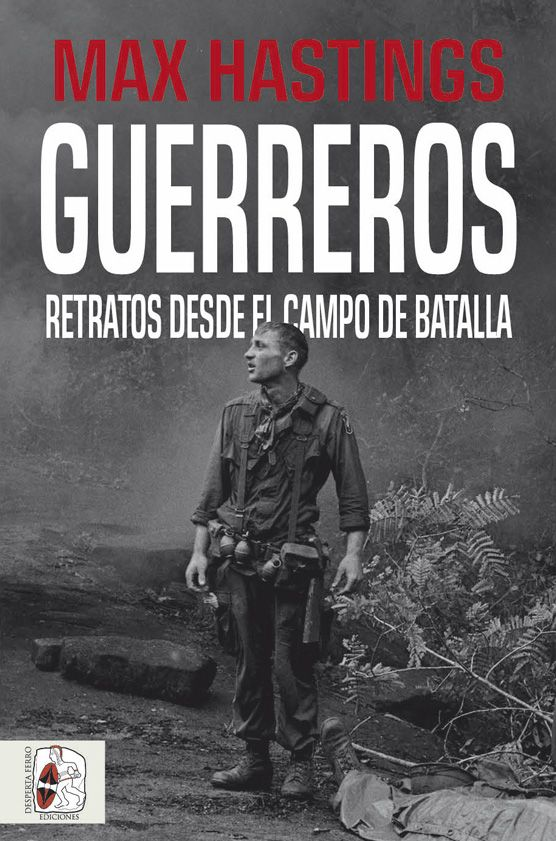 MAX HASTINGS
GUERREROS
RETRATOS DESDE EL CAMPO DE BATALLA
DESPERTA FERRO
EDICIONES